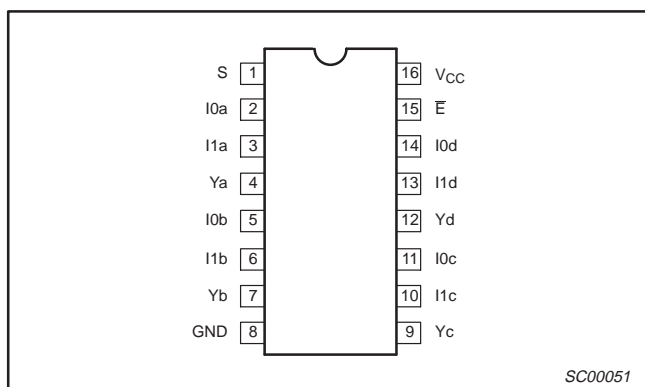 S 1 16 VCC
I0a 2 15 E̅
I1a 3 14 I0d
Ya 4 13 I1d
I0b 5 12 Yd
I1b 6 11 I0c
Yb 7 10 I1c
GND 8 9 Yc
SC00051